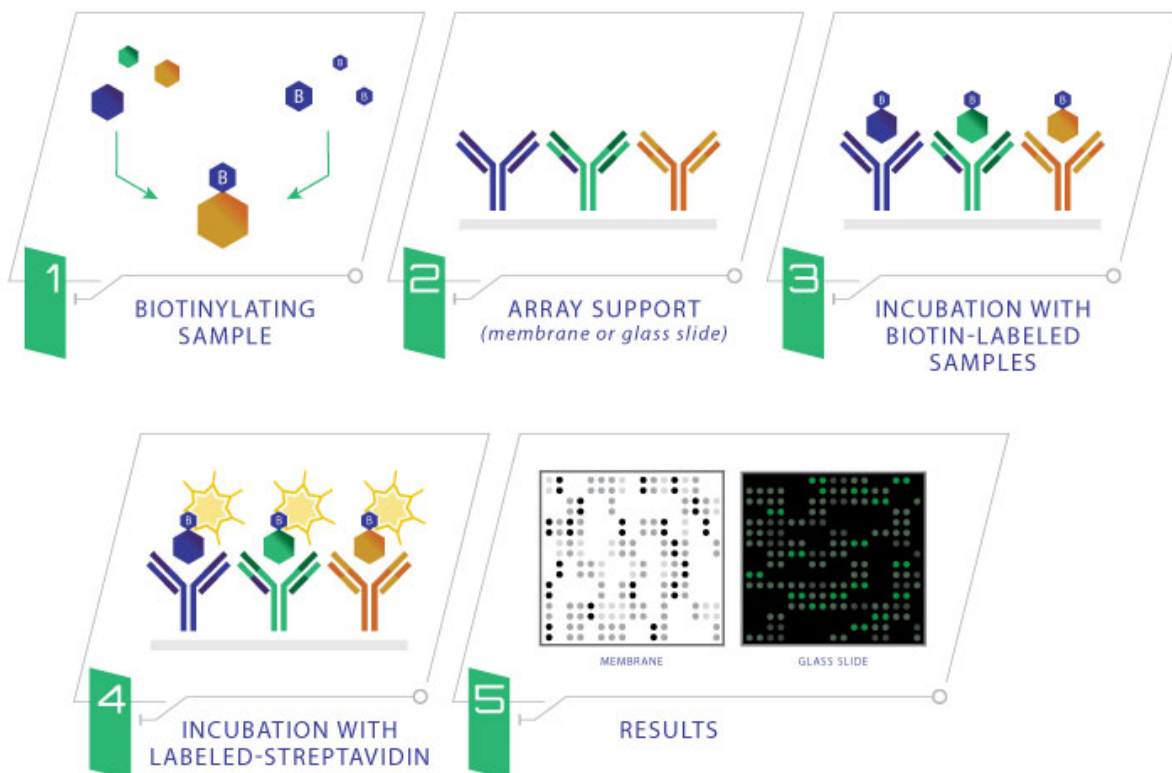 B
B
B
B
1
BIOTINYLATING
SAMPLE
2
ARRAY SUPPORT
(membrane or glass slide)
B
B
B
3
INCUBATION WITH
BIOTIN-LABELED
SAMPLES
B
B
B
4
INCUBATION WITH
LABELED-STREPTAVIDIN
MEMBRANE
GLASS SLIDE
5
RESULTS